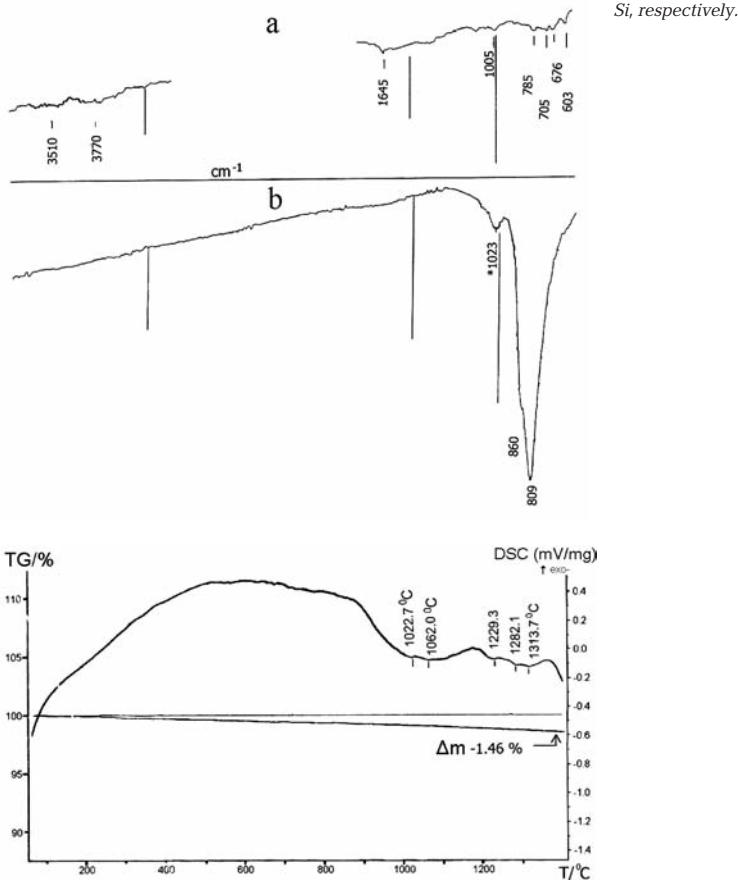 Si, respectively.
a
1645
1005
785
705
676
603
3510
3770
cm⁻¹
b
*1023
860
809
TG/%
DSC (mV/mg)
↑ exo-
110
105
100
95
90
0.4
0.2
0.0
-0.2
-0.4
-0.6
-0.8
-1.0
-1.2
-1.4
1022.7 ⁰C
1062.0 ⁰C
1229.3
1282.1
1313.7 ⁰C
Δm -1.46 %
200
400
600
800
1000
1200
T/⁰C